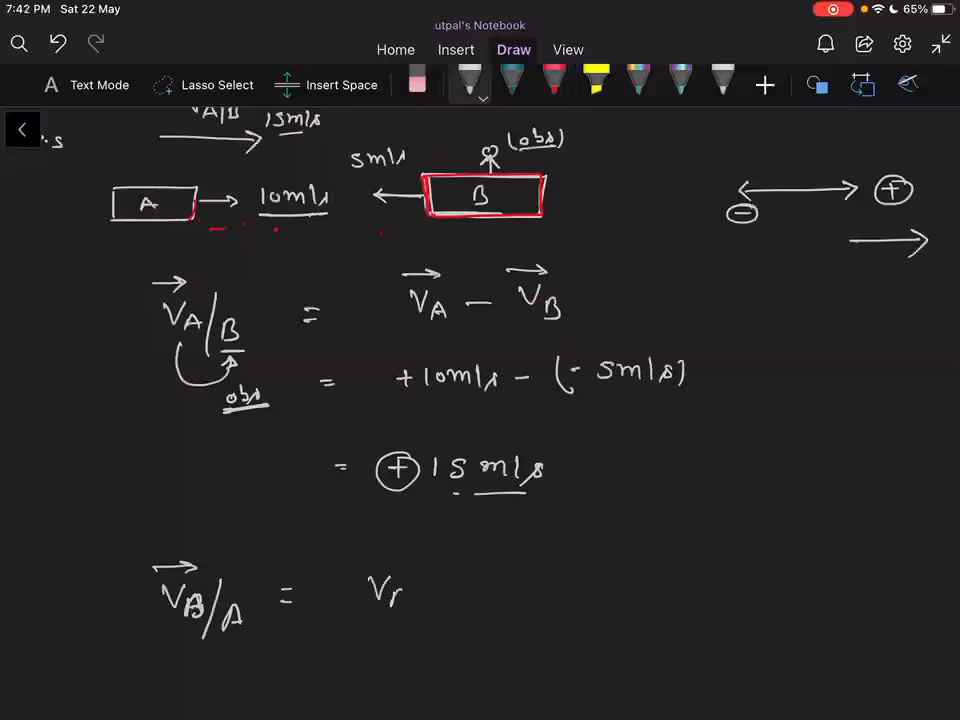 7:42 PM Sat 22 May 65%
utpal's Notebook
Home Insert Draw View
A Text Mode Lasso Select Insert Space
VA/B 15m/s
5m/s (obs)
A 10m/s B
− +
VA/B = VA − VB
obs = +10m/s − (− 5m/s)
= + 15 m/s
VB/A =